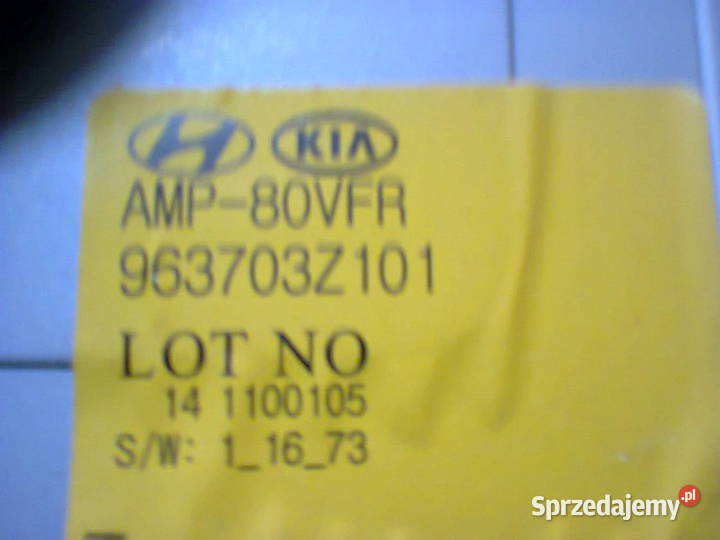 KIA
AMP-80VFR
963703Z101
LOT NO
14 1100105
S/W: 1_16_73
Sprzedajemy.pl